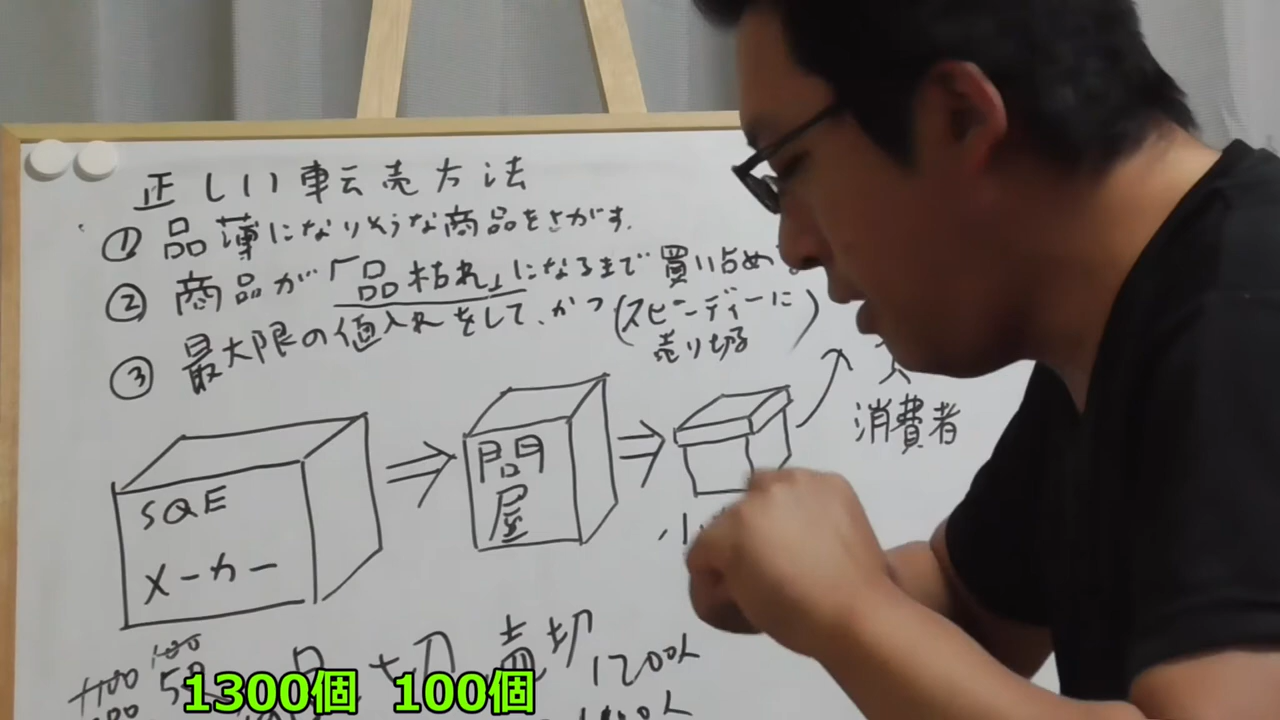 正しい転売方法
① 品薄になりそうな商品をさがす.
② 商品が「品枯れ」になるまで買い占め
③ 最大限の値入れをして、かつ(スピーディーに
売り切る)
SQE
メーカー
問
屋
消費者
切 売切 1200人
1300個 100個